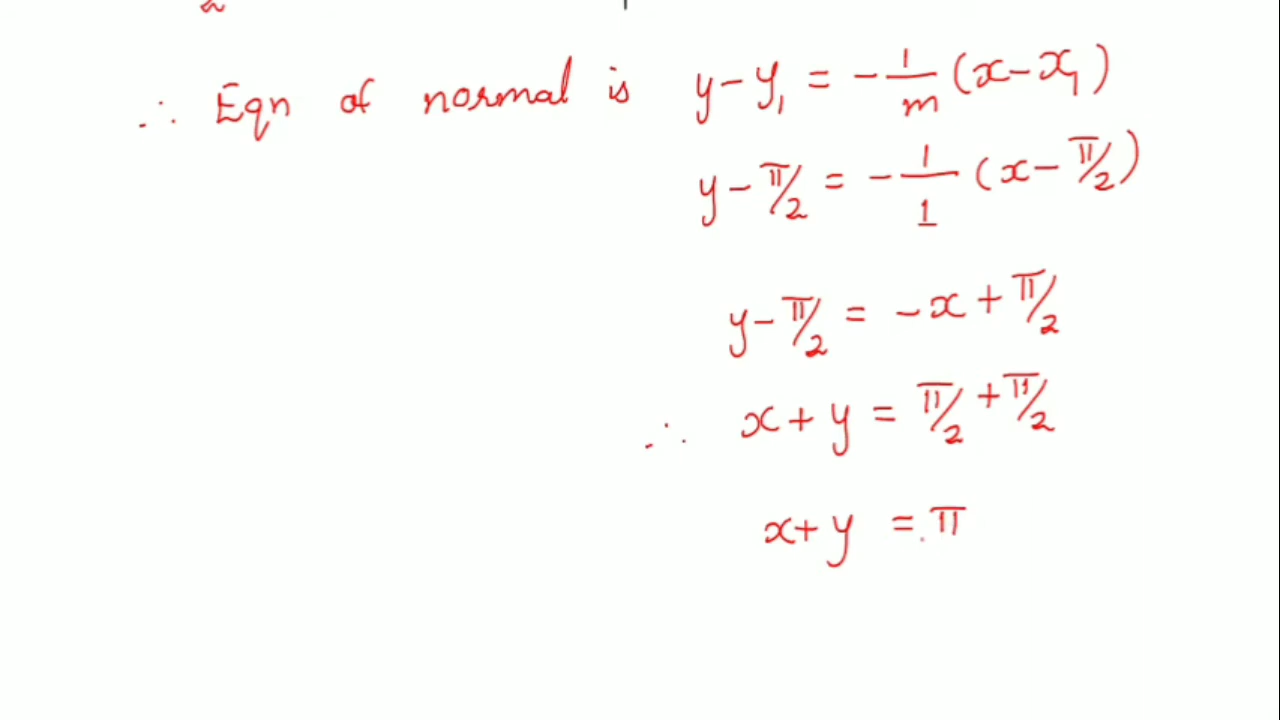 ∴ Eqn of normal is y - y₁ = - 1/m (x - x₁)
y - π/2 = - 1/1 (x - π/2)
y - π/2 = - x + π/2
∴ x + y = π/2 + π/2
x + y = π